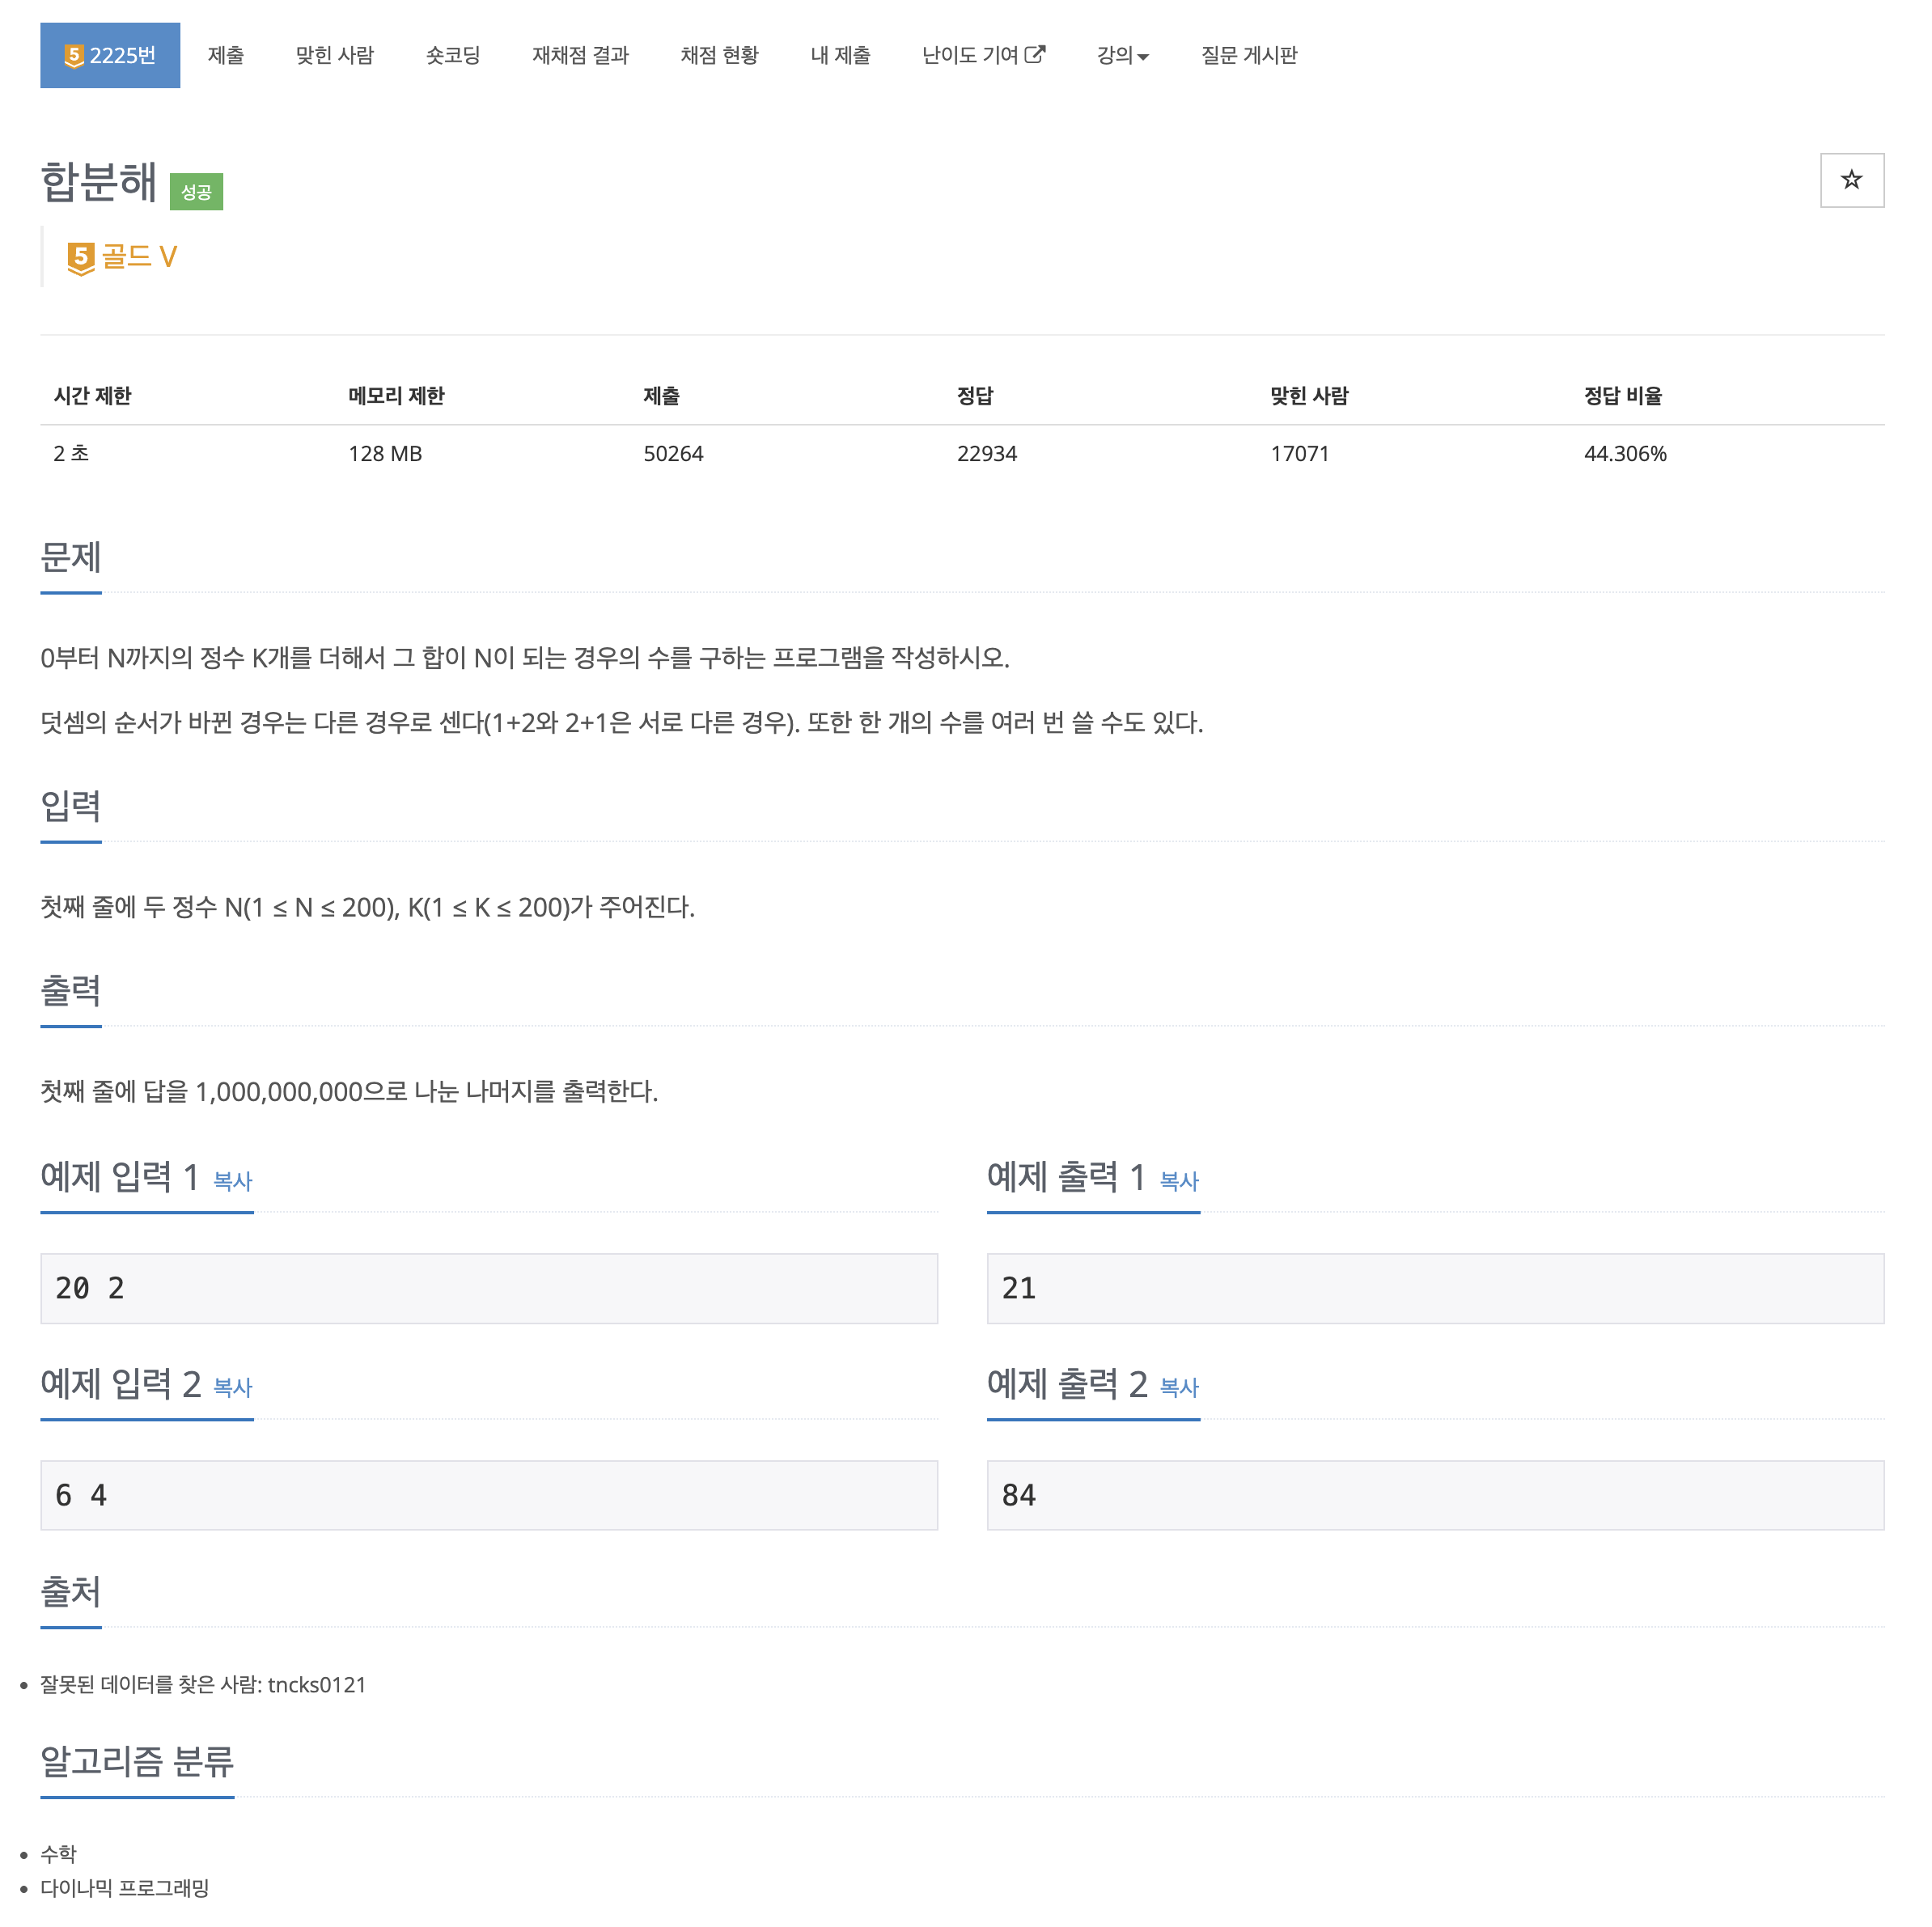 5 2225번 제출 맞힌 사람 숏코딩 재채점 결과 채점 현황 내 제출 난이도 기여 강의 질문 게시판
합분해 성공
5 골드 V
시간 제한 메모리 제한 제출 정답 맞힌 사람 정답 비율
2 초 128 MB 50264 22934 17071 44.306%
문제
0부터 N까지의 정수 K개를 더해서 그 합이 N이 되는 경우의 수를 구하는 프로그램을 작성하시오.
덧셈의 순서가 바뀐 경우는 다른 경우로 센다(1+2와 2+1은 서로 다른 경우). 또한 한 개의 수를 여러 번 쓸 수도 있다.
입력
첫째 줄에 두 정수 N(1 ≤ N ≤ 200), K(1 ≤ K ≤ 200)가 주어진다.
출력
첫째 줄에 답을 1,000,000,000으로 나눈 나머지를 출력한다.
예제 입력 1 복사
20 2
예제 출력 1 복사
21
예제 입력 2 복사
6 4
예제 출력 2 복사
84
출처
잘못된 데이터를 찾은 사람: tncks0121
알고리즘 분류
수학
다이나믹 프로그래밍